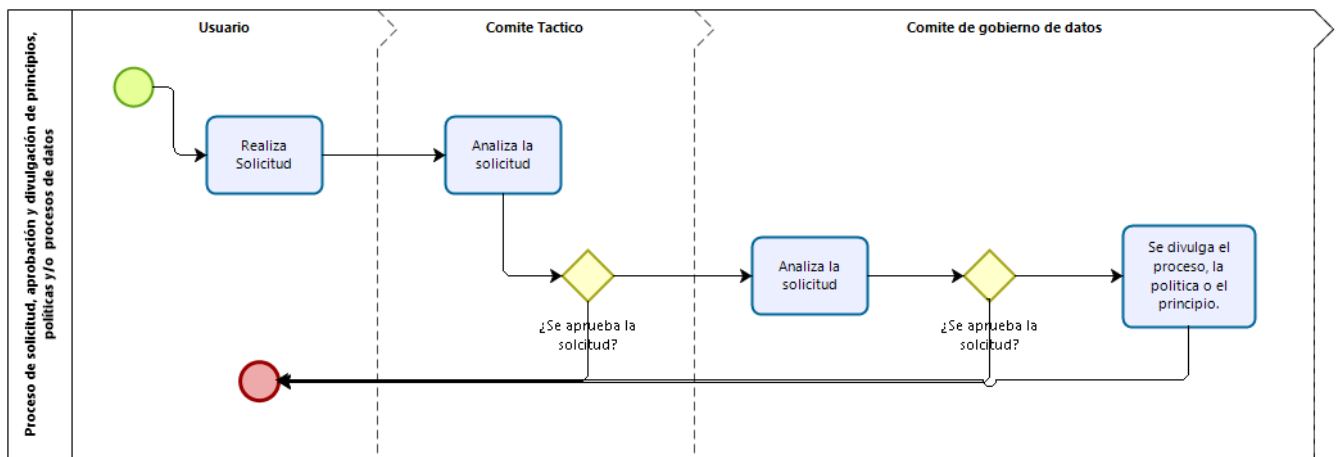 Proceso de solicitud, aprobación y divulgación de principios,
políticas y/o procesos de datos
Usuario
Comite Tactico
Comite de gobierno de datos
Realiza
Solicitud
Analiza la
solicitud
¿Se aprueba la
solcitud?
Analiza la
solicitud
¿Se aprueba la
solcitud?
Se divulga el
proceso, la
politica o el
principio.